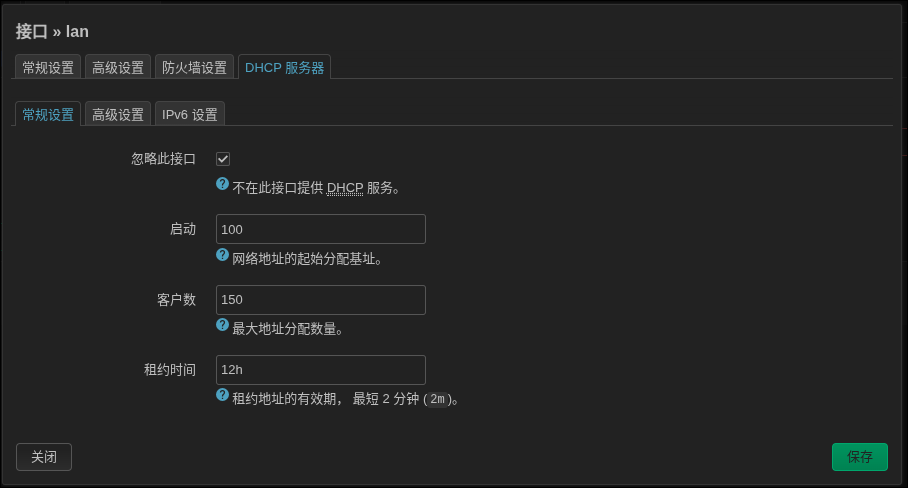 接口 » lan
常规设置 高级设置 防火墙设置 DHCP 服务器
常规设置 高级设置 IPv6 设置
忽略此接口
不在此接口提供 DHCP 服务。
启动 100
网络地址的起始分配基址。
客户数 150
最大地址分配数量。
租约时间 12h
租约地址的有效期， 最短 2 分钟 (2m)。
关闭 保存